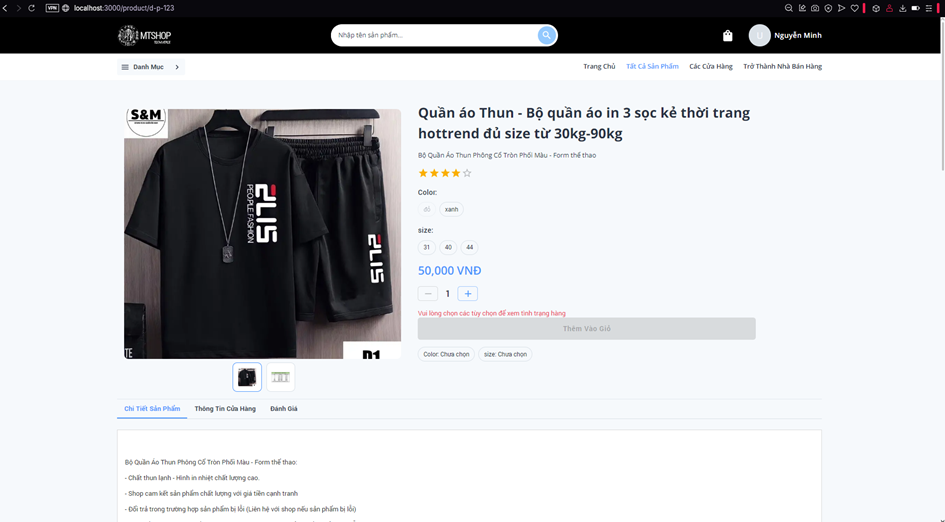 VPN localhost:3000/product/d-p-123
MTSHOP
Nhập tên sản phẩm...
U Nguyễn Minh
Danh Muc
Trang Chủ Tất Cả Sản Phẩm Các Cửa Hàng Trở Thành Nhà Bán Hàng
S&M
PEOPLE FASHION
D1
Quần áo Thun - Bộ quần áo in 3 sọc kẻ thời trang
hottrend đủ size từ 30kg-90kg
Bộ Quần Áo Thun Phông Cổ Tròn Phối Màu - Form thể thao
Color:
đỏ xanh
size:
31 40 44
50,000 VNĐ
1
Vui lòng chọn các tùy chọn để xem tình trạng hàng
Thêm Vào Giỏ
Color: Chưa chọn size: Chưa chọn
Chi Tiết Sản Phẩm Thông Tin Cửa Hàng Đánh Giá
Bộ Quần Áo Thun Phông Cổ Tròn Phối Màu - Form thể thao:
- Chất thun lạnh - Hình in nhiệt chất lượng cao.
- Shop cam kết sản phẩm chất lượng với giá tiền cạnh tranh
- Đổi trả trong trường hợp sản phẩm bị lỗi (Liên hệ với shop nếu sản phẩm bị lỗi)